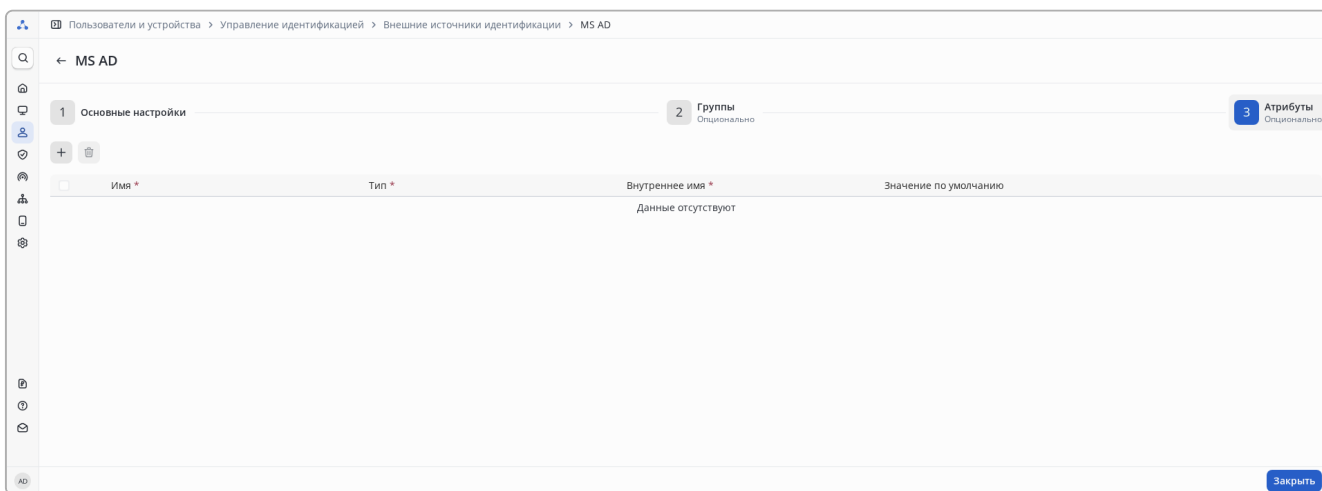 Пользователи и устройства > Управление идентификацией > Внешние источники идентификации > MS AD
← MS AD
1 Основные настройки
2 Группы
Опционально
3 Атрибуты
Опционально
Имя * Тип * Внутреннее имя * Значение по умолчанию
Данные отсутствуют
AD
Закрыть